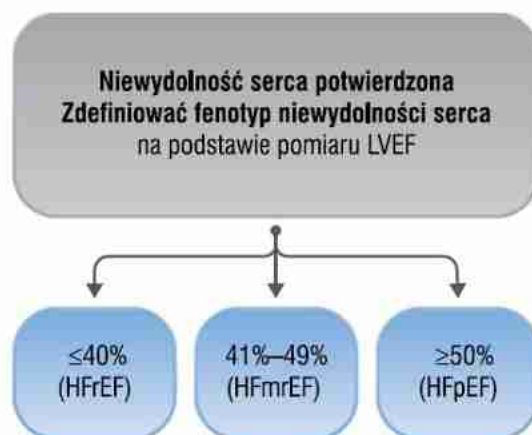 Niewydolność serca potwierdzona
Zdefiniować fenotyp niewydolności serca
na podstawie pomiaru LVEF
≤40%
(HFrEF)
41%–49%
(HFmrEF)
≥50%
(HFpEF)